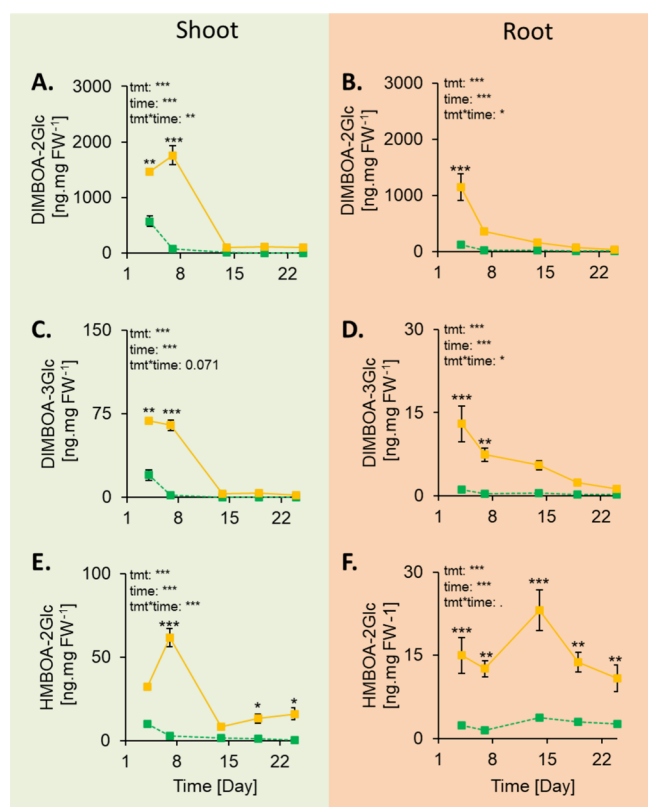 Shoot
Root
A.
tmt: ***
time: ***
tmt*time: **
DIMBOA-2Glc
[ng.mg FW-1]
3000
2000
1000
0
**
***
1
8
15
22
B.
tmt: ***
time: ***
tmt*time: *
DIMBOA-2Glc
[ng.mg FW-1]
3000
2000
1000
0
***
1
8
15
22
C.
tmt: ***
time: ***
tmt*time: 0.071
DIMBOA-3Glc
[ng.mg FW-1]
150
75
0
**
***
1
8
15
22
D.
tmt: ***
time: ***
tmt*time: *
DIMBOA-3Glc
[ng.mg FW-1]
30
15
0
***
**
1
8
15
22
E.
tmt: ***
time: ***
tmt*time: ***
HMBOA-2Glc
[ng.mg FW-1]
100
50
0
***
*
*
1
8
15
22
Time [Day]
F.
tmt: ***
time: ***
tmt*time: .
HMBOA-2Glc
[ng.mg FW-1]
30
15
0
***
**
***
**
**
1
8
15
22
Time [Day]